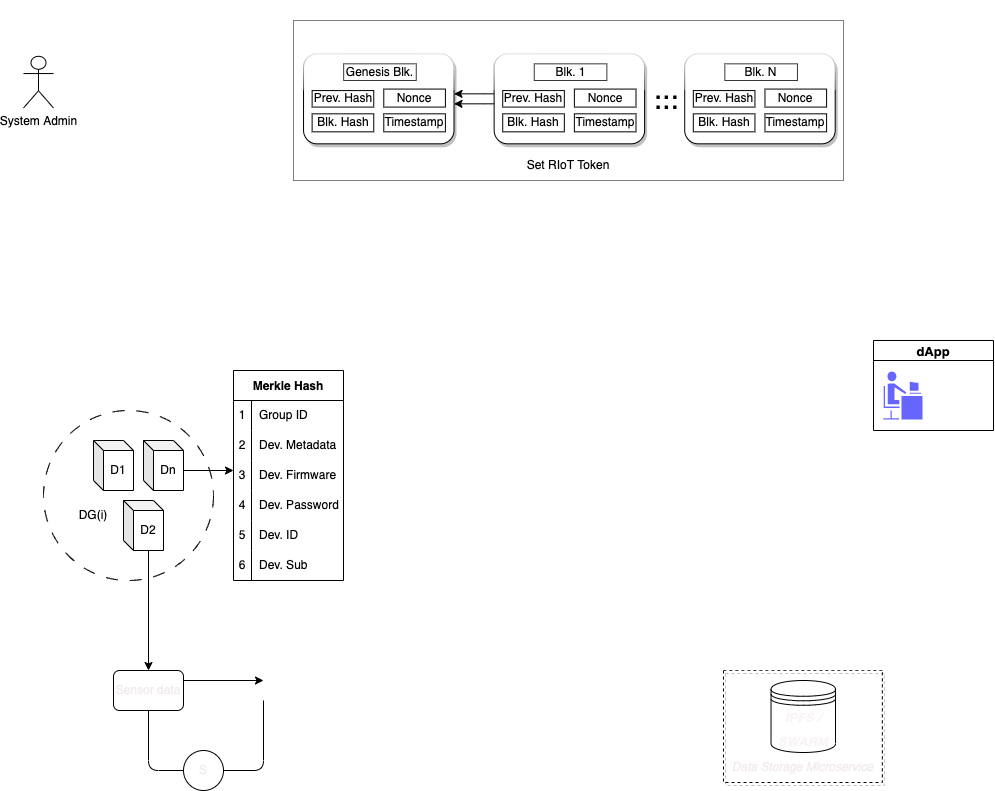 System Admin
Genesis Blk.
Prev. Hash
Nonce
Blk. Hash
Timestamp
Blk. 1
Prev. Hash
Nonce
Blk. Hash
Timestamp
:::
Blk. N
Prev. Hash
Nonce
Blk. Hash
Timestamp
Set RIoT Token
dApp
Merkle Hash
1 Group ID
2 Dev. Metadata
3 Dev. Firmware
4 Dev. Password
5 Dev. ID
6 Dev. Sub
D1
Dn
DG(i)
D2
Sensor data
S
IPFS /
SWARM
Data Storage Microservice